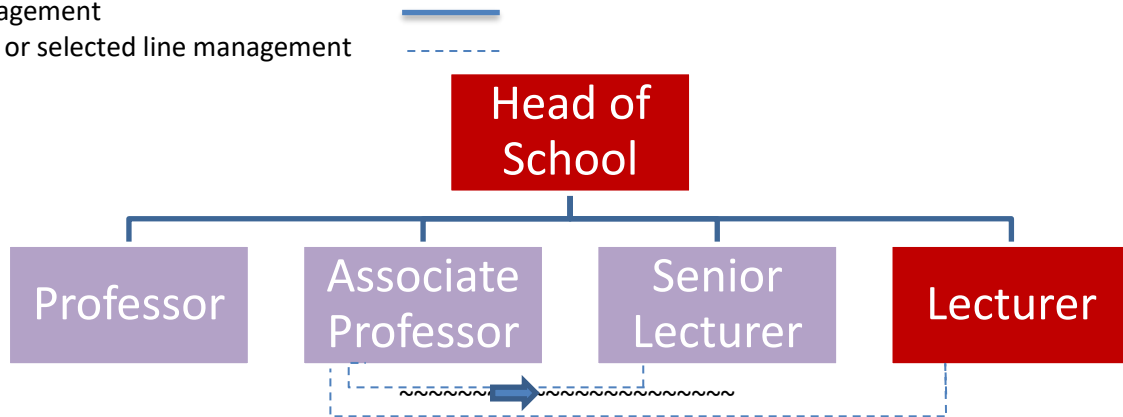 agement
or selected line management
Head of
School
Professor
Associate
Professor
Senior
Lecturer
Lecturer
~~~~~~~~~~~~~~~~~~~~~~~